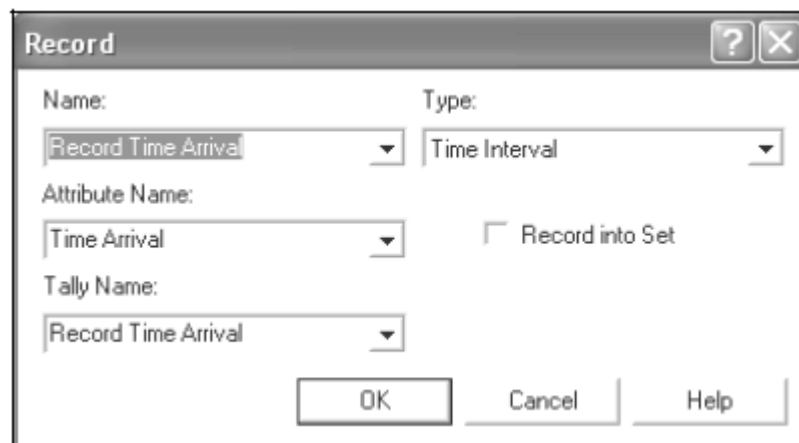 Record
Name: Type:
Record Time Arrival Time Interval
Attribute Name:
Time Arrival Record into Set
Tally Name:
Record Time Arrival
OK Cancel Help